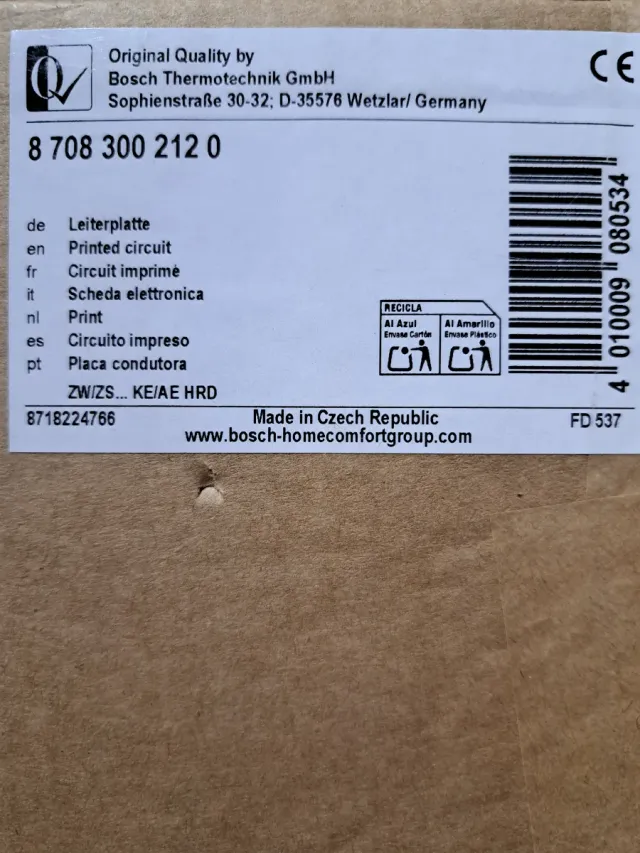 Original Quality by
Bosch Thermotechnik GmbH
Sophienstraße 30-32; D-35576 Wetzlar/ Germany
CE
8 708 300 212 0
de Leiterplatte
en Printed circuit
fr Circuit imprimé
it Scheda elettronica
nl Print
es Circuito impreso
pt Placa condutora
ZW/ZS... KE/AE HRD
RECICLA
Al Azul
Envase Cartón
Al Amarillo
Envase Plástico
4 010009 080534
8718224766
Made in Czech Republic
FD 537
www.bosch-homecomfortgroup.com